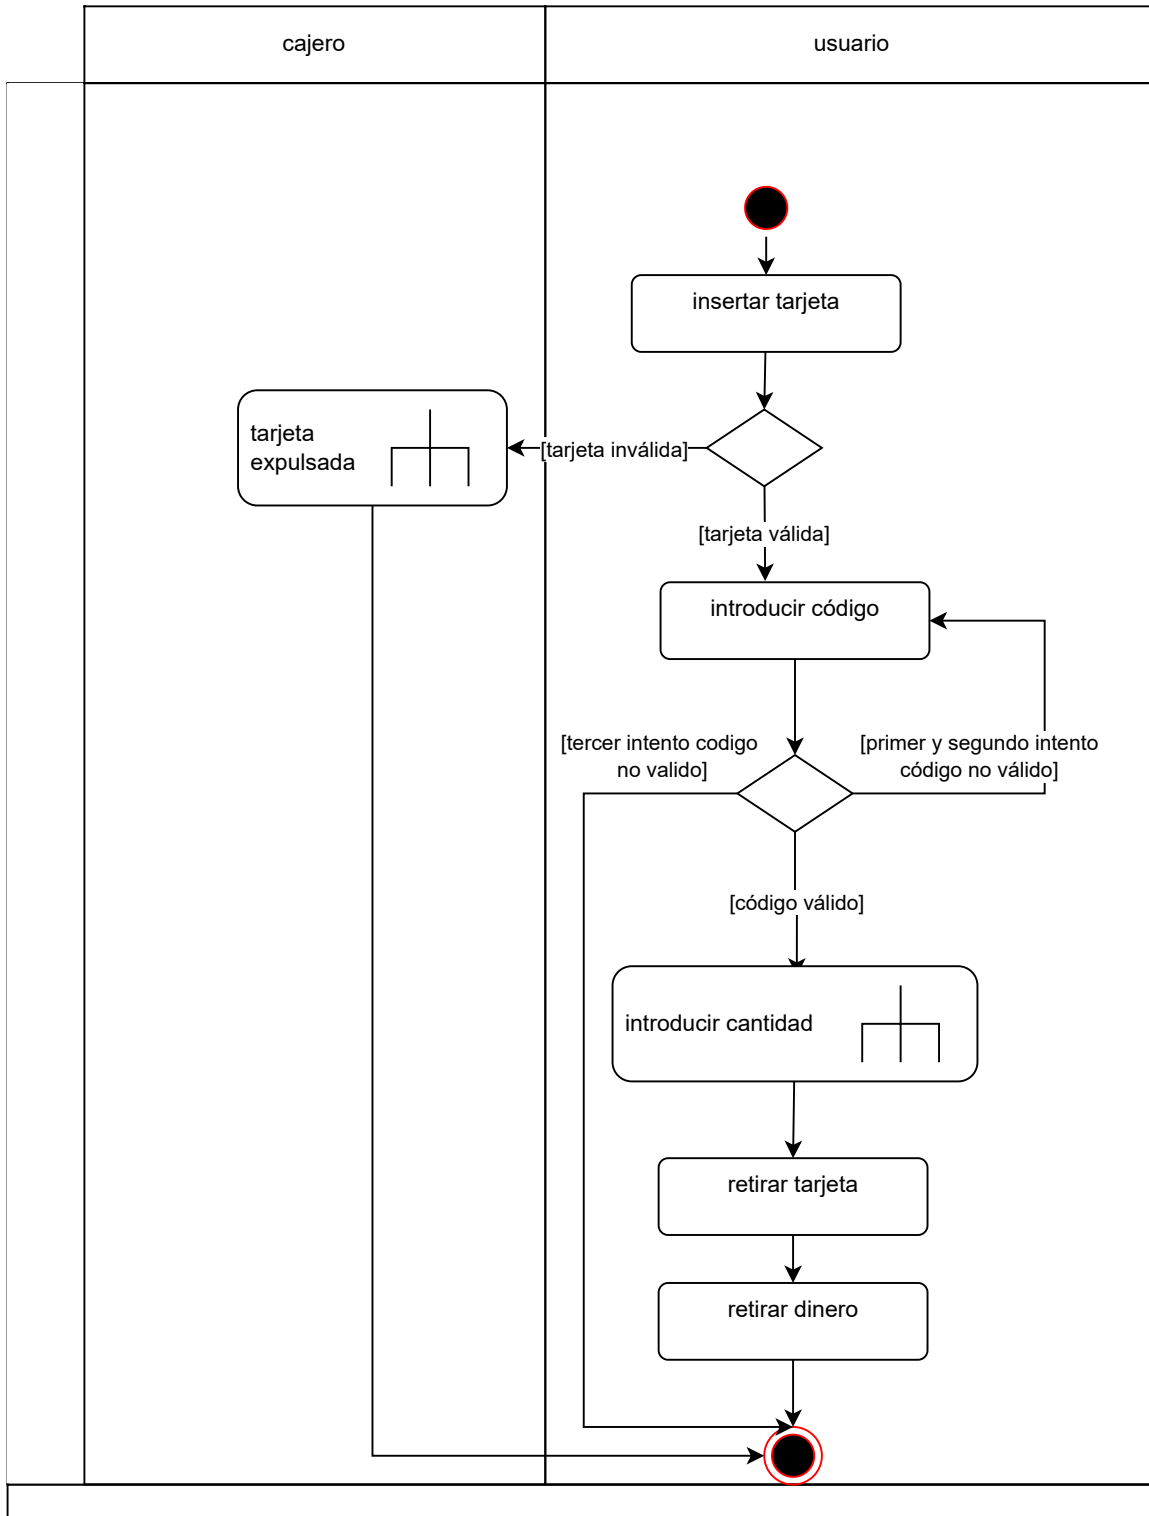 cajero
usuario
insertar tarjeta
tarjeta
expulsada
[tarjeta inválida]
[tarjeta válida]
introducir código
[tercer intento codigo
no valido]
[primer y segundo intento
código no válido]
[código válido]
introducir cantidad
retirar tarjeta
retirar dinero